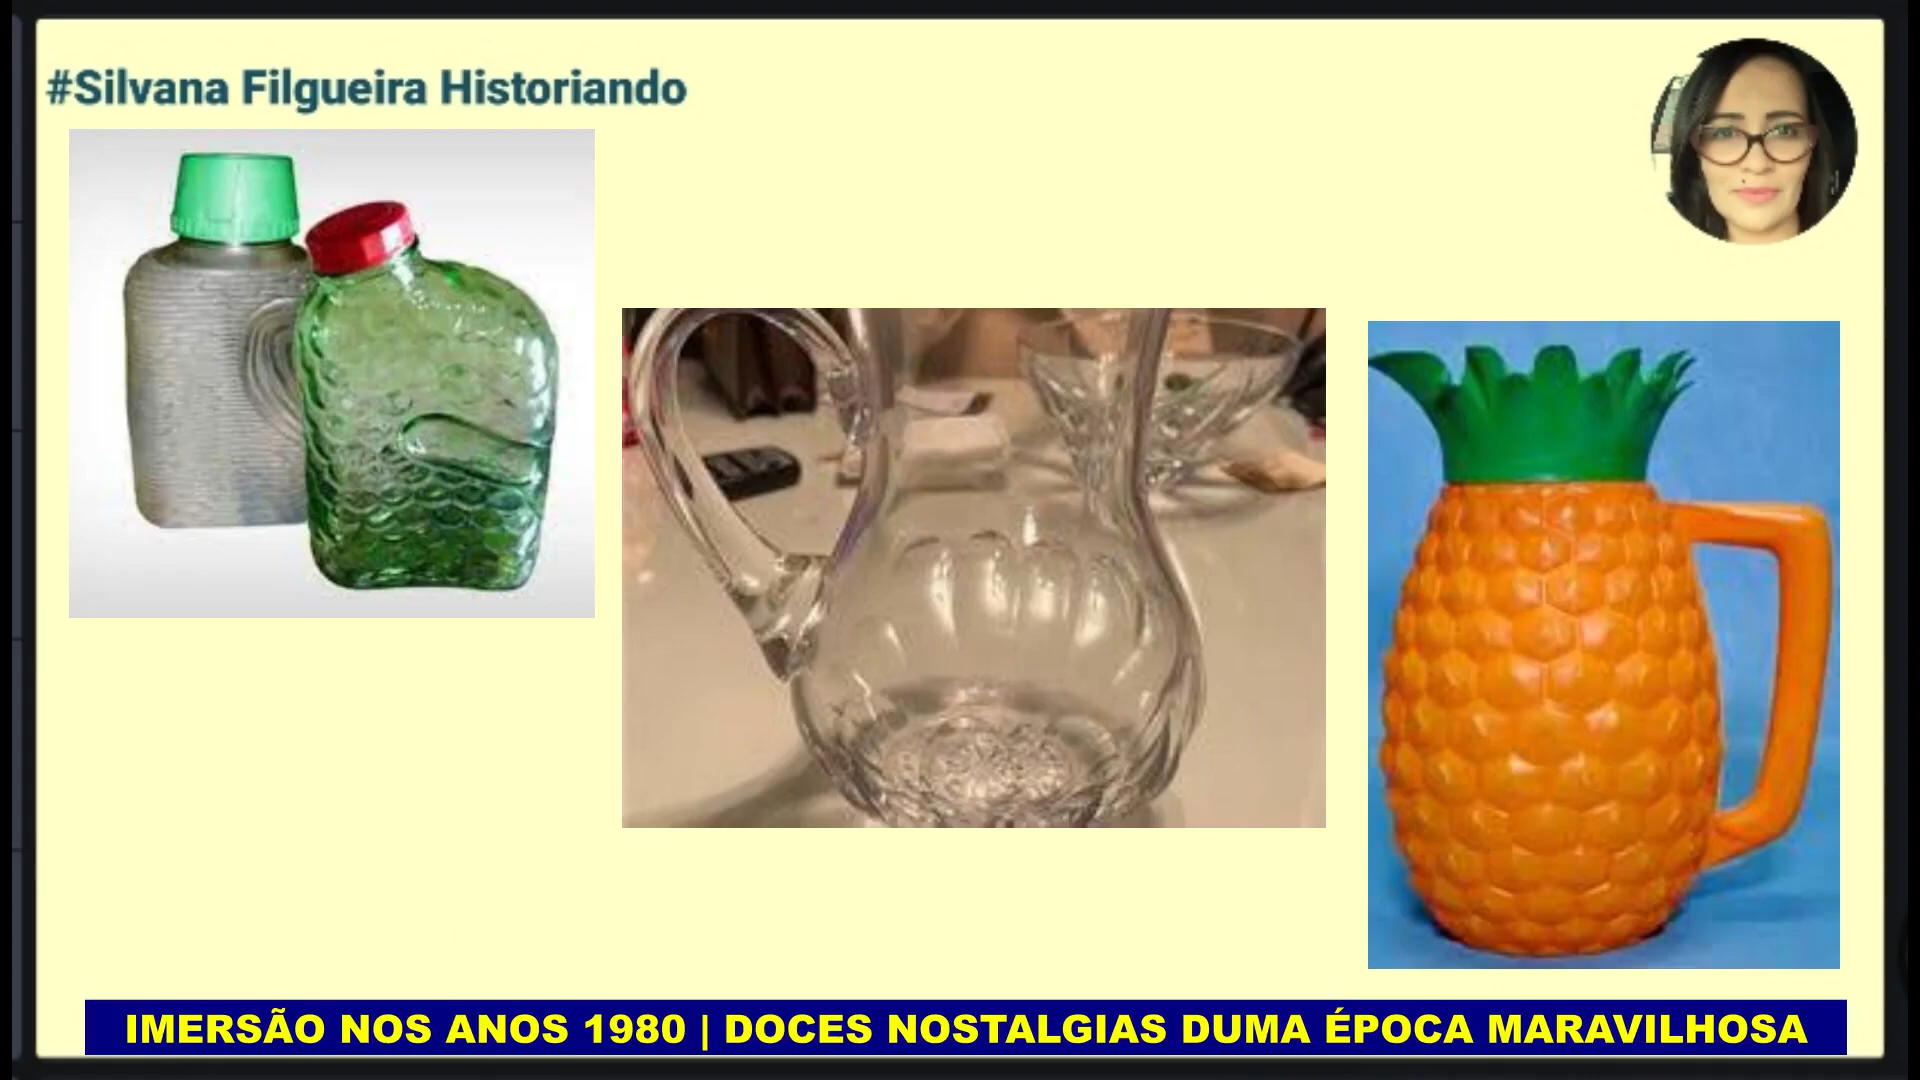 #Silvana Filgueira Historiando
IMERSÃO NOS ANOS 1980 | DOCES NOSTALGIAS DUMA ÉPOCA MARAVILHOSA